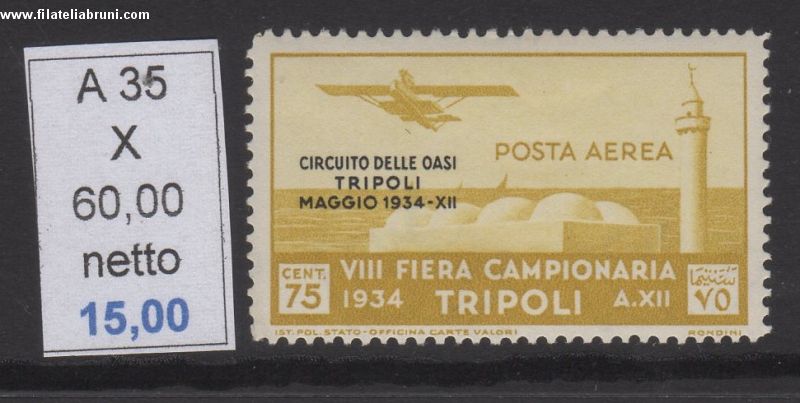 www.filateliabruni.com
A 35
X
60,00
netto
15,00
CIRCUITO DELLE OASI
TRIPOLI
MAGGIO 1934-XII
POSTA AEREA
CENT.
75
VIII FIERA CAMPIONARIA
1934 TRIPOLI A.XII
سنتيما
٧٥
IST. POL. STATO-OFFICINA CARTE VALORI
RONDINI